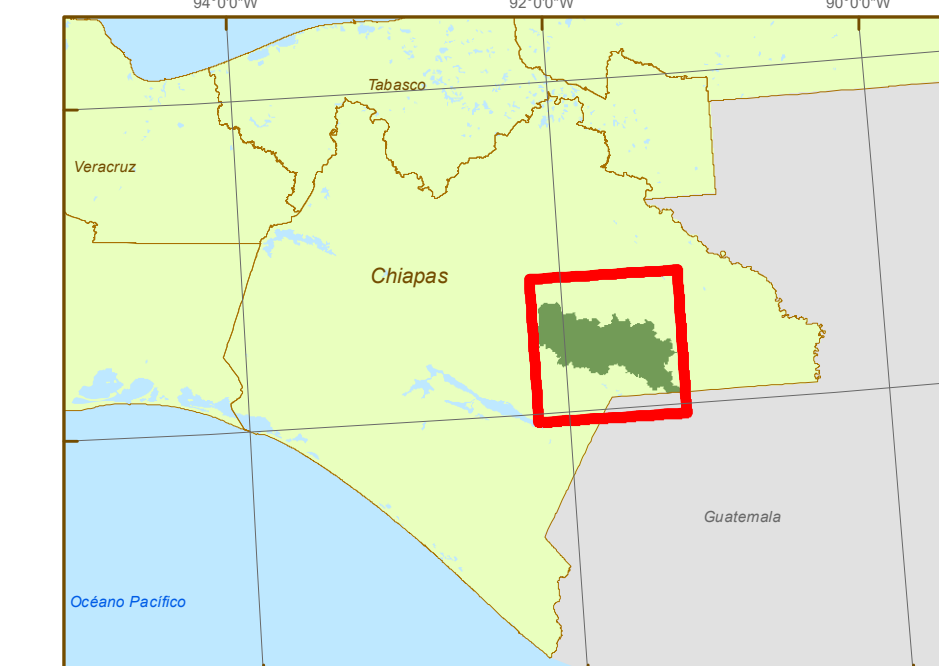 94°0'0"W 92°0'0"W 90°0'0"W
Tabasco
Veracruz
Chiapas
Guatemala
Océano Pacífico